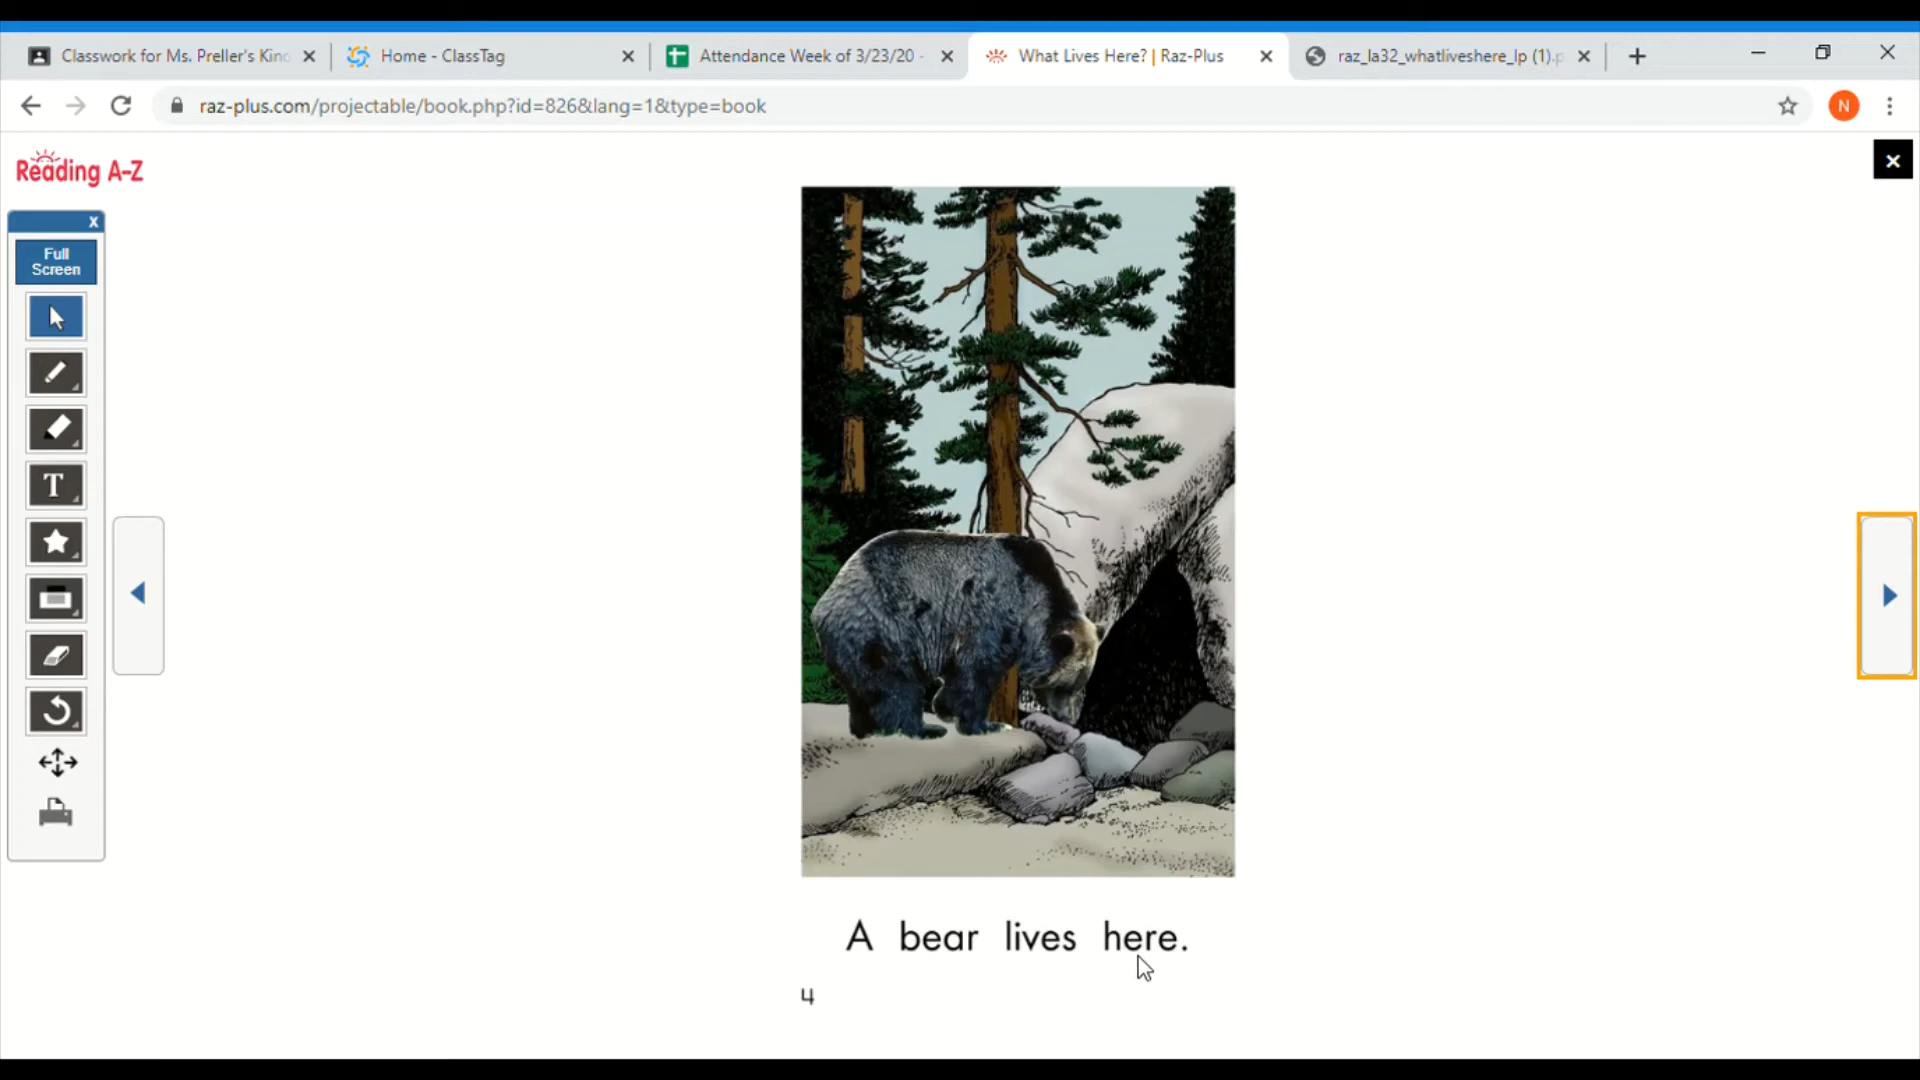 Classwork for Ms. Preller's Kind
Home - ClassTag
Attendance Week of 3/23/20 -
What Lives Here? | Raz-Plus
raz_la32_whatliveshere_lp (1).p
raz-plus.com/projectable/book.php?id=826&lang=1&type=book
N
Reading A-Z
X
Full
Screen
T
A bear lives here.
4